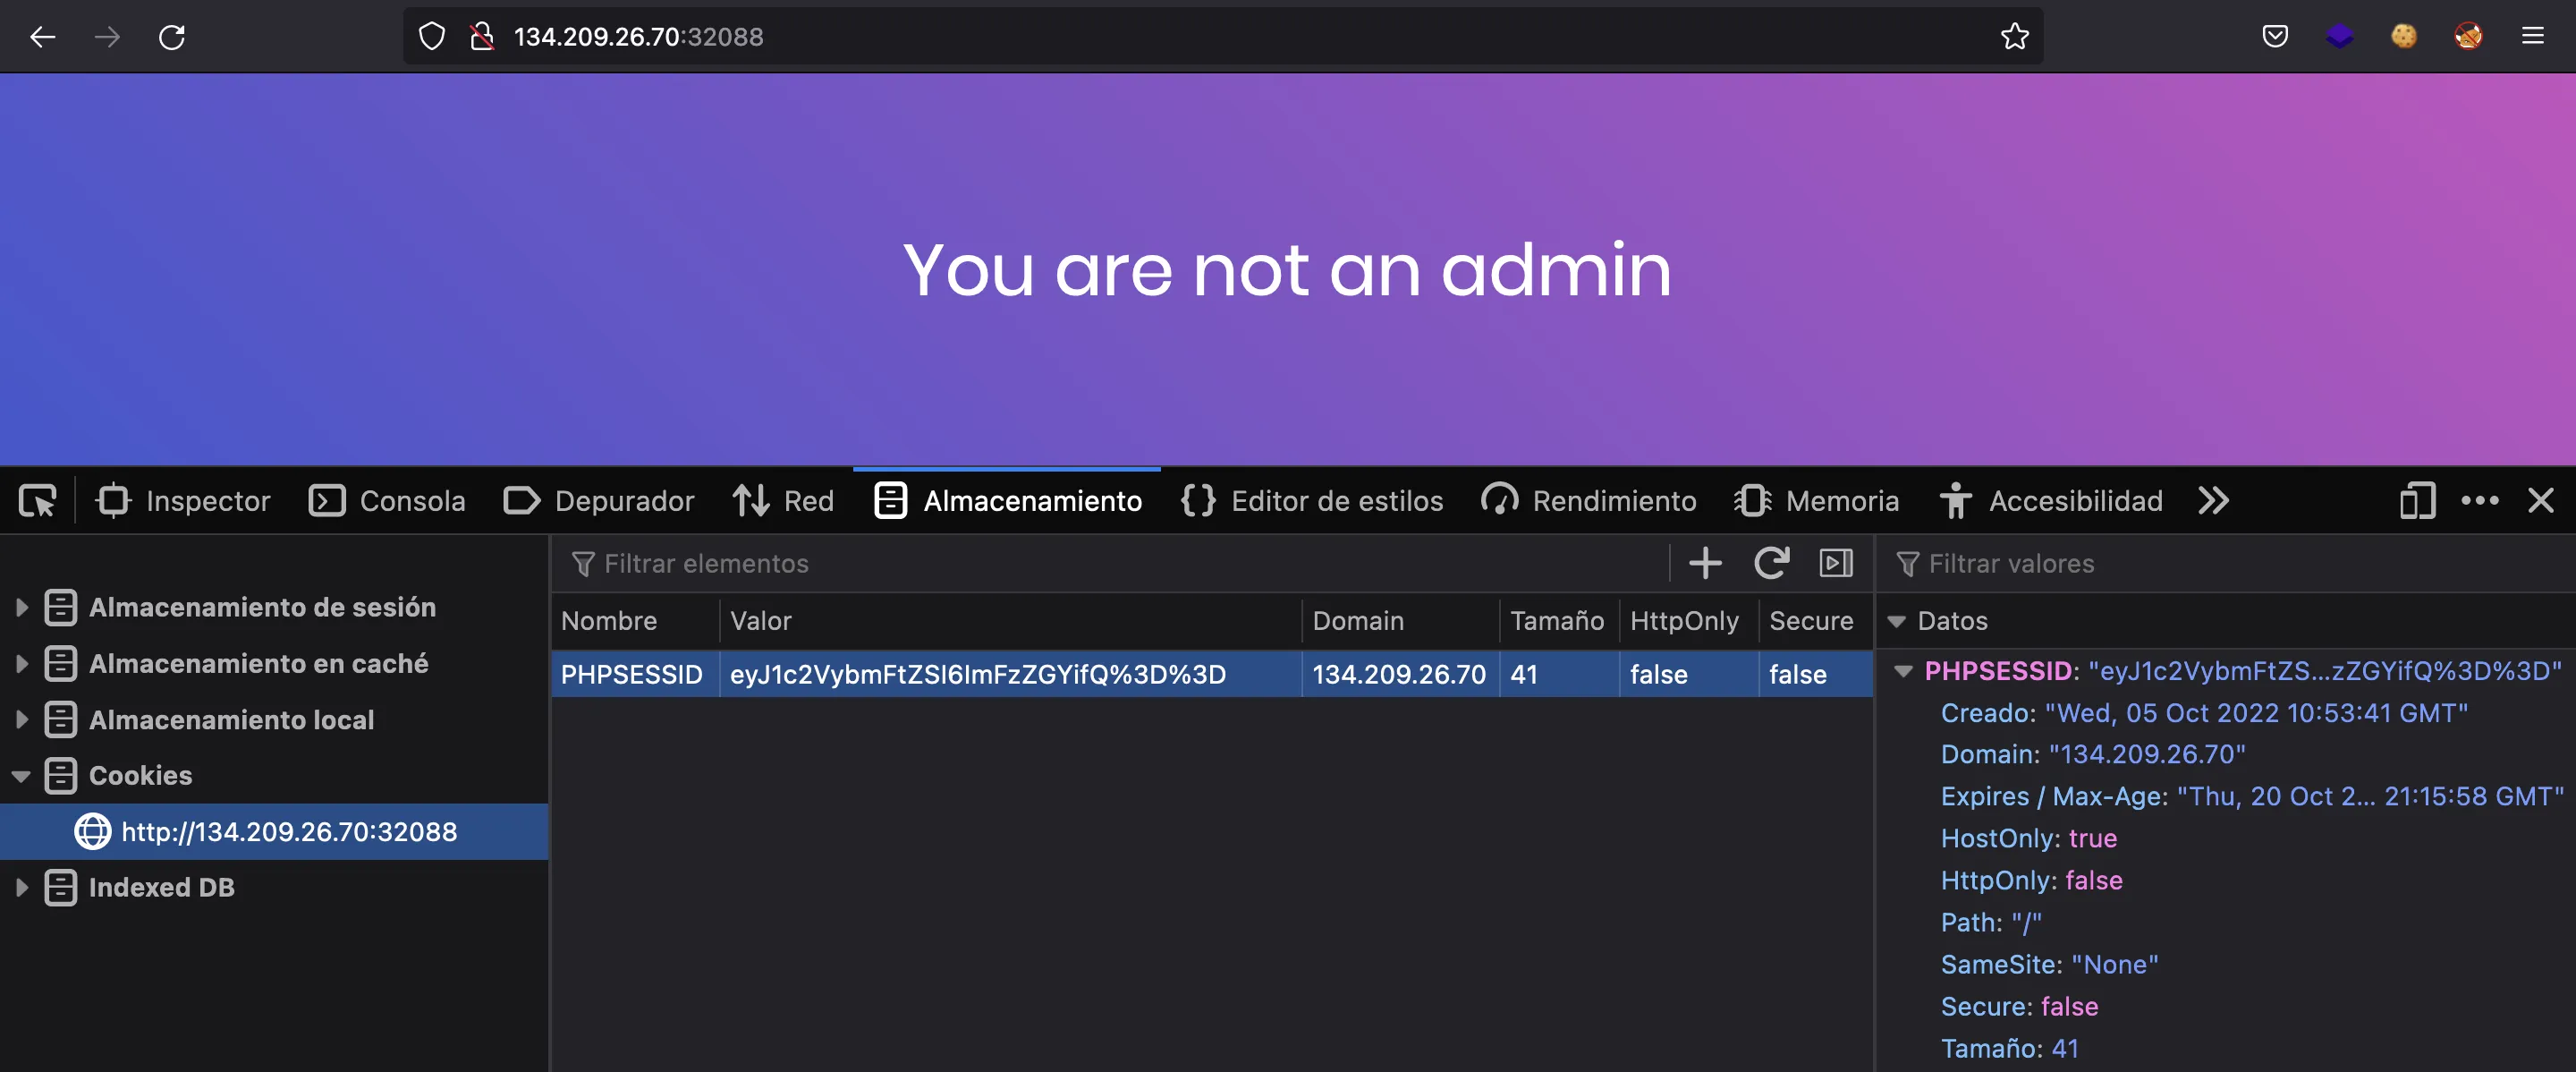 134.209.26.70:32088
You are not an admin
Inspector Consola Depurador Red Almacenamiento Editor de estilos Rendimiento Memoria Accesibilidad
Almacenamiento de sesión
Almacenamiento en caché
Almacenamiento local
Cookies
http://134.209.26.70:32088
Indexed DB
Filtrar elementos
Nombre Valor Domain Tamaño HttpOnly Secure
PHPSESSID eyJ1c2VybmFtZSI6ImFzZGYifQ%3D%3D 134.209.26.70 41 false false
Filtrar valores
Datos
PHPSESSID: "eyJ1c2VybmFtZS...zZGYifQ%3D%3D"
Creado: "Wed, 05 Oct 2022 10:53:41 GMT"
Domain: "134.209.26.70"
Expires / Max-Age: "Thu, 20 Oct 2... 21:15:58 GMT"
HostOnly: true
HttpOnly: false
Path: "/"
SameSite: "None"
Secure: false
Tamaño: 41